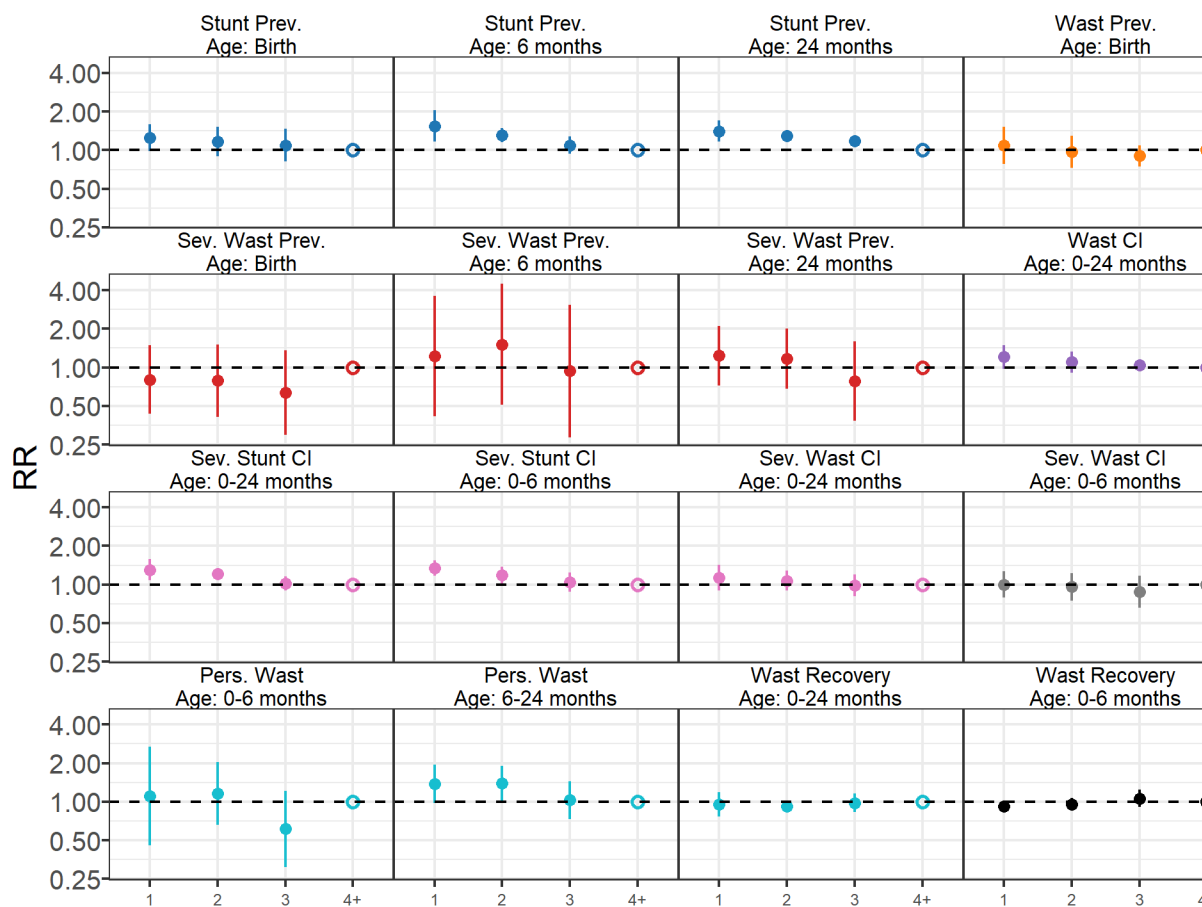 Stunt Prev.
Age: Birth
Stunt Prev.
Age: 6 months
Stunt Prev.
Age: 24 months
Wast Prev.
Age: Birth
4.00
2.00
1.00
0.50
0.25
Sev. Wast Prev.
Age: Birth
Sev. Wast Prev.
Age: 6 months
Sev. Wast Prev.
Age: 24 months
Wast CI
Age: 0-24 months
4.00
2.00
1.00
0.50
0.25
RR
Sev. Stunt CI
Age: 0-24 months
Sev. Stunt CI
Age: 0-6 months
Sev. Wast CI
Age: 0-24 months
Sev. Wast CI
Age: 0-6 months
4.00
2.00
1.00
0.50
0.25
Pers. Wast
Age: 0-6 months
Pers. Wast
Age: 6-24 months
Wast Recovery
Age: 0-24 months
Wast Recovery
Age: 0-6 months
4.00
2.00
1.00
0.50
0.25
1 2 3 4+ 1 2 3 4+ 1 2 3 4+ 1 2 3